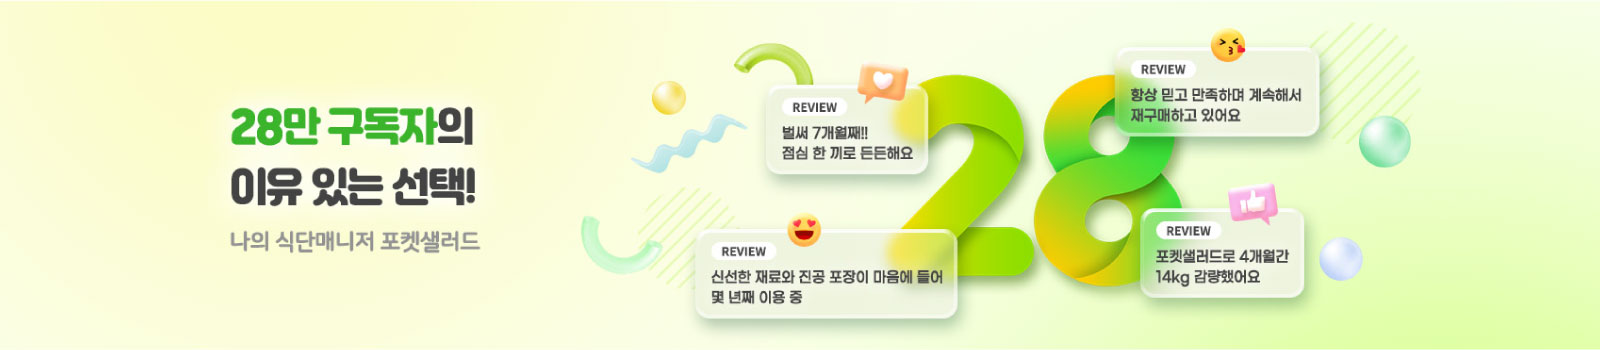 28만 구독자의
이유 있는 선택!
나의 식단매니저 포켓샐러드
REVIEW
벌써 7개월째!!
점심 한 끼로 든든해요
28
REVIEW
항상 믿고 만족하며 계속해서
재구매하고 있어요
REVIEW
신선한 재료와 진공 포장이 마음에 들어
몇 년째 이용 중
REVIEW
포켓샐러드로 4개월간
14kg 감량했어요